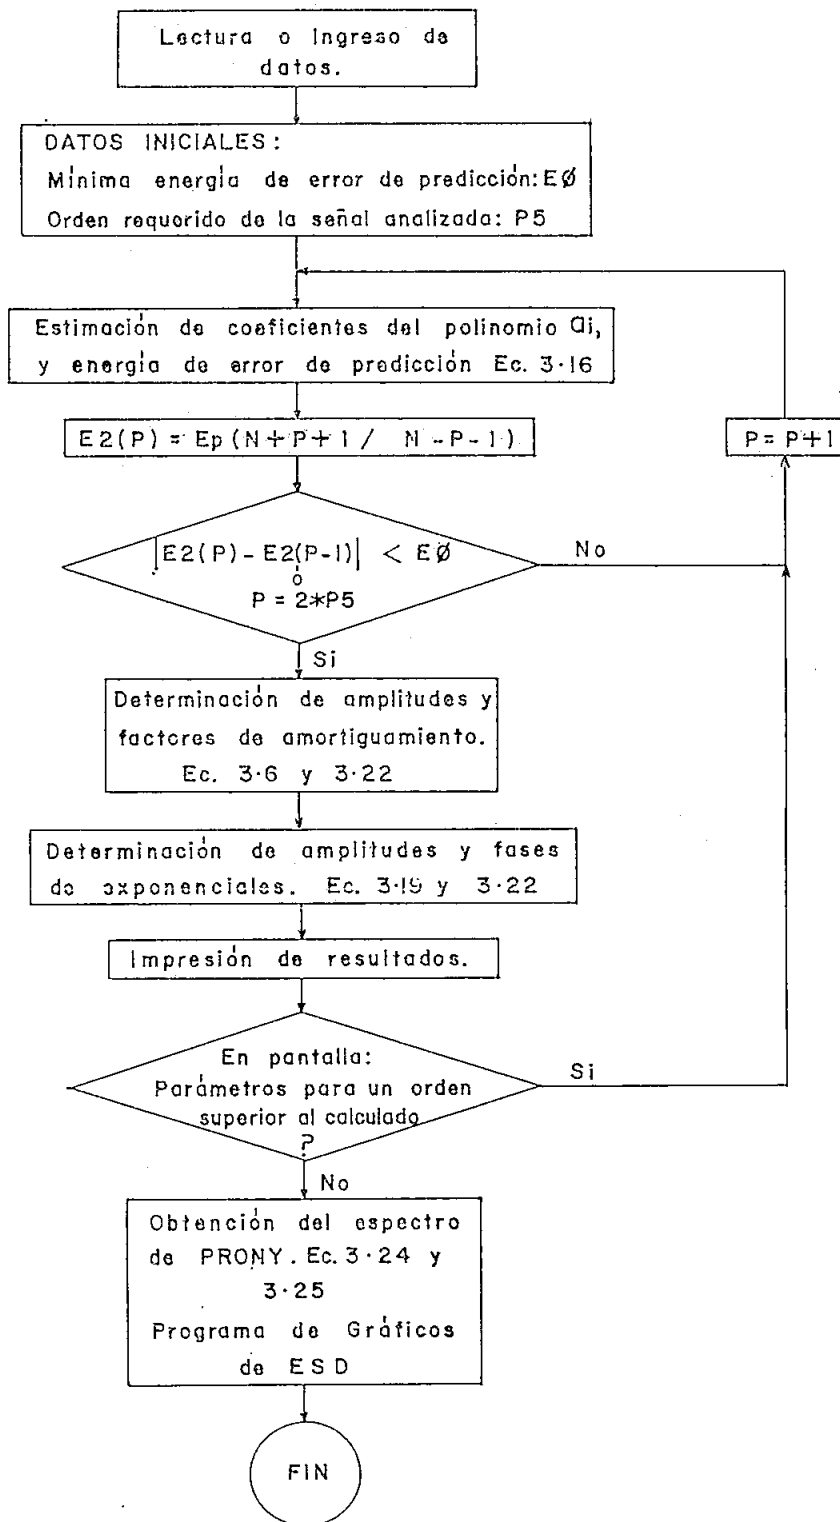 Lectura o Ingreso de
datos.
DATOS INICIALES:
Mínima energía de error de predicción: EØ
Orden requerido de la señal analizada: P5
Estimación de coeficientes del polinomio ai,
y energía de error de predicción Ec. 3·16
E2(P) = Ep (N+P+1 / N-P-1)
P = P+1
|E2(P) - E2(P-1)| < EØ
o
P = 2*P5
No
Si
Determinación de amplitudes y
factores de amortiguamiento.
Ec. 3·6 y 3·22
Determinación de amplitudes y fases
de exponenciales. Ec. 3·19 y 3·22
Impresión de resultados.
En pantalla:
Parámetros para un orden
superior al calculado
?
Si
No
Obtención del espectro
de PRONY. Ec. 3·24 y
3·25
Programa de Gráficos
de ESD
FIN